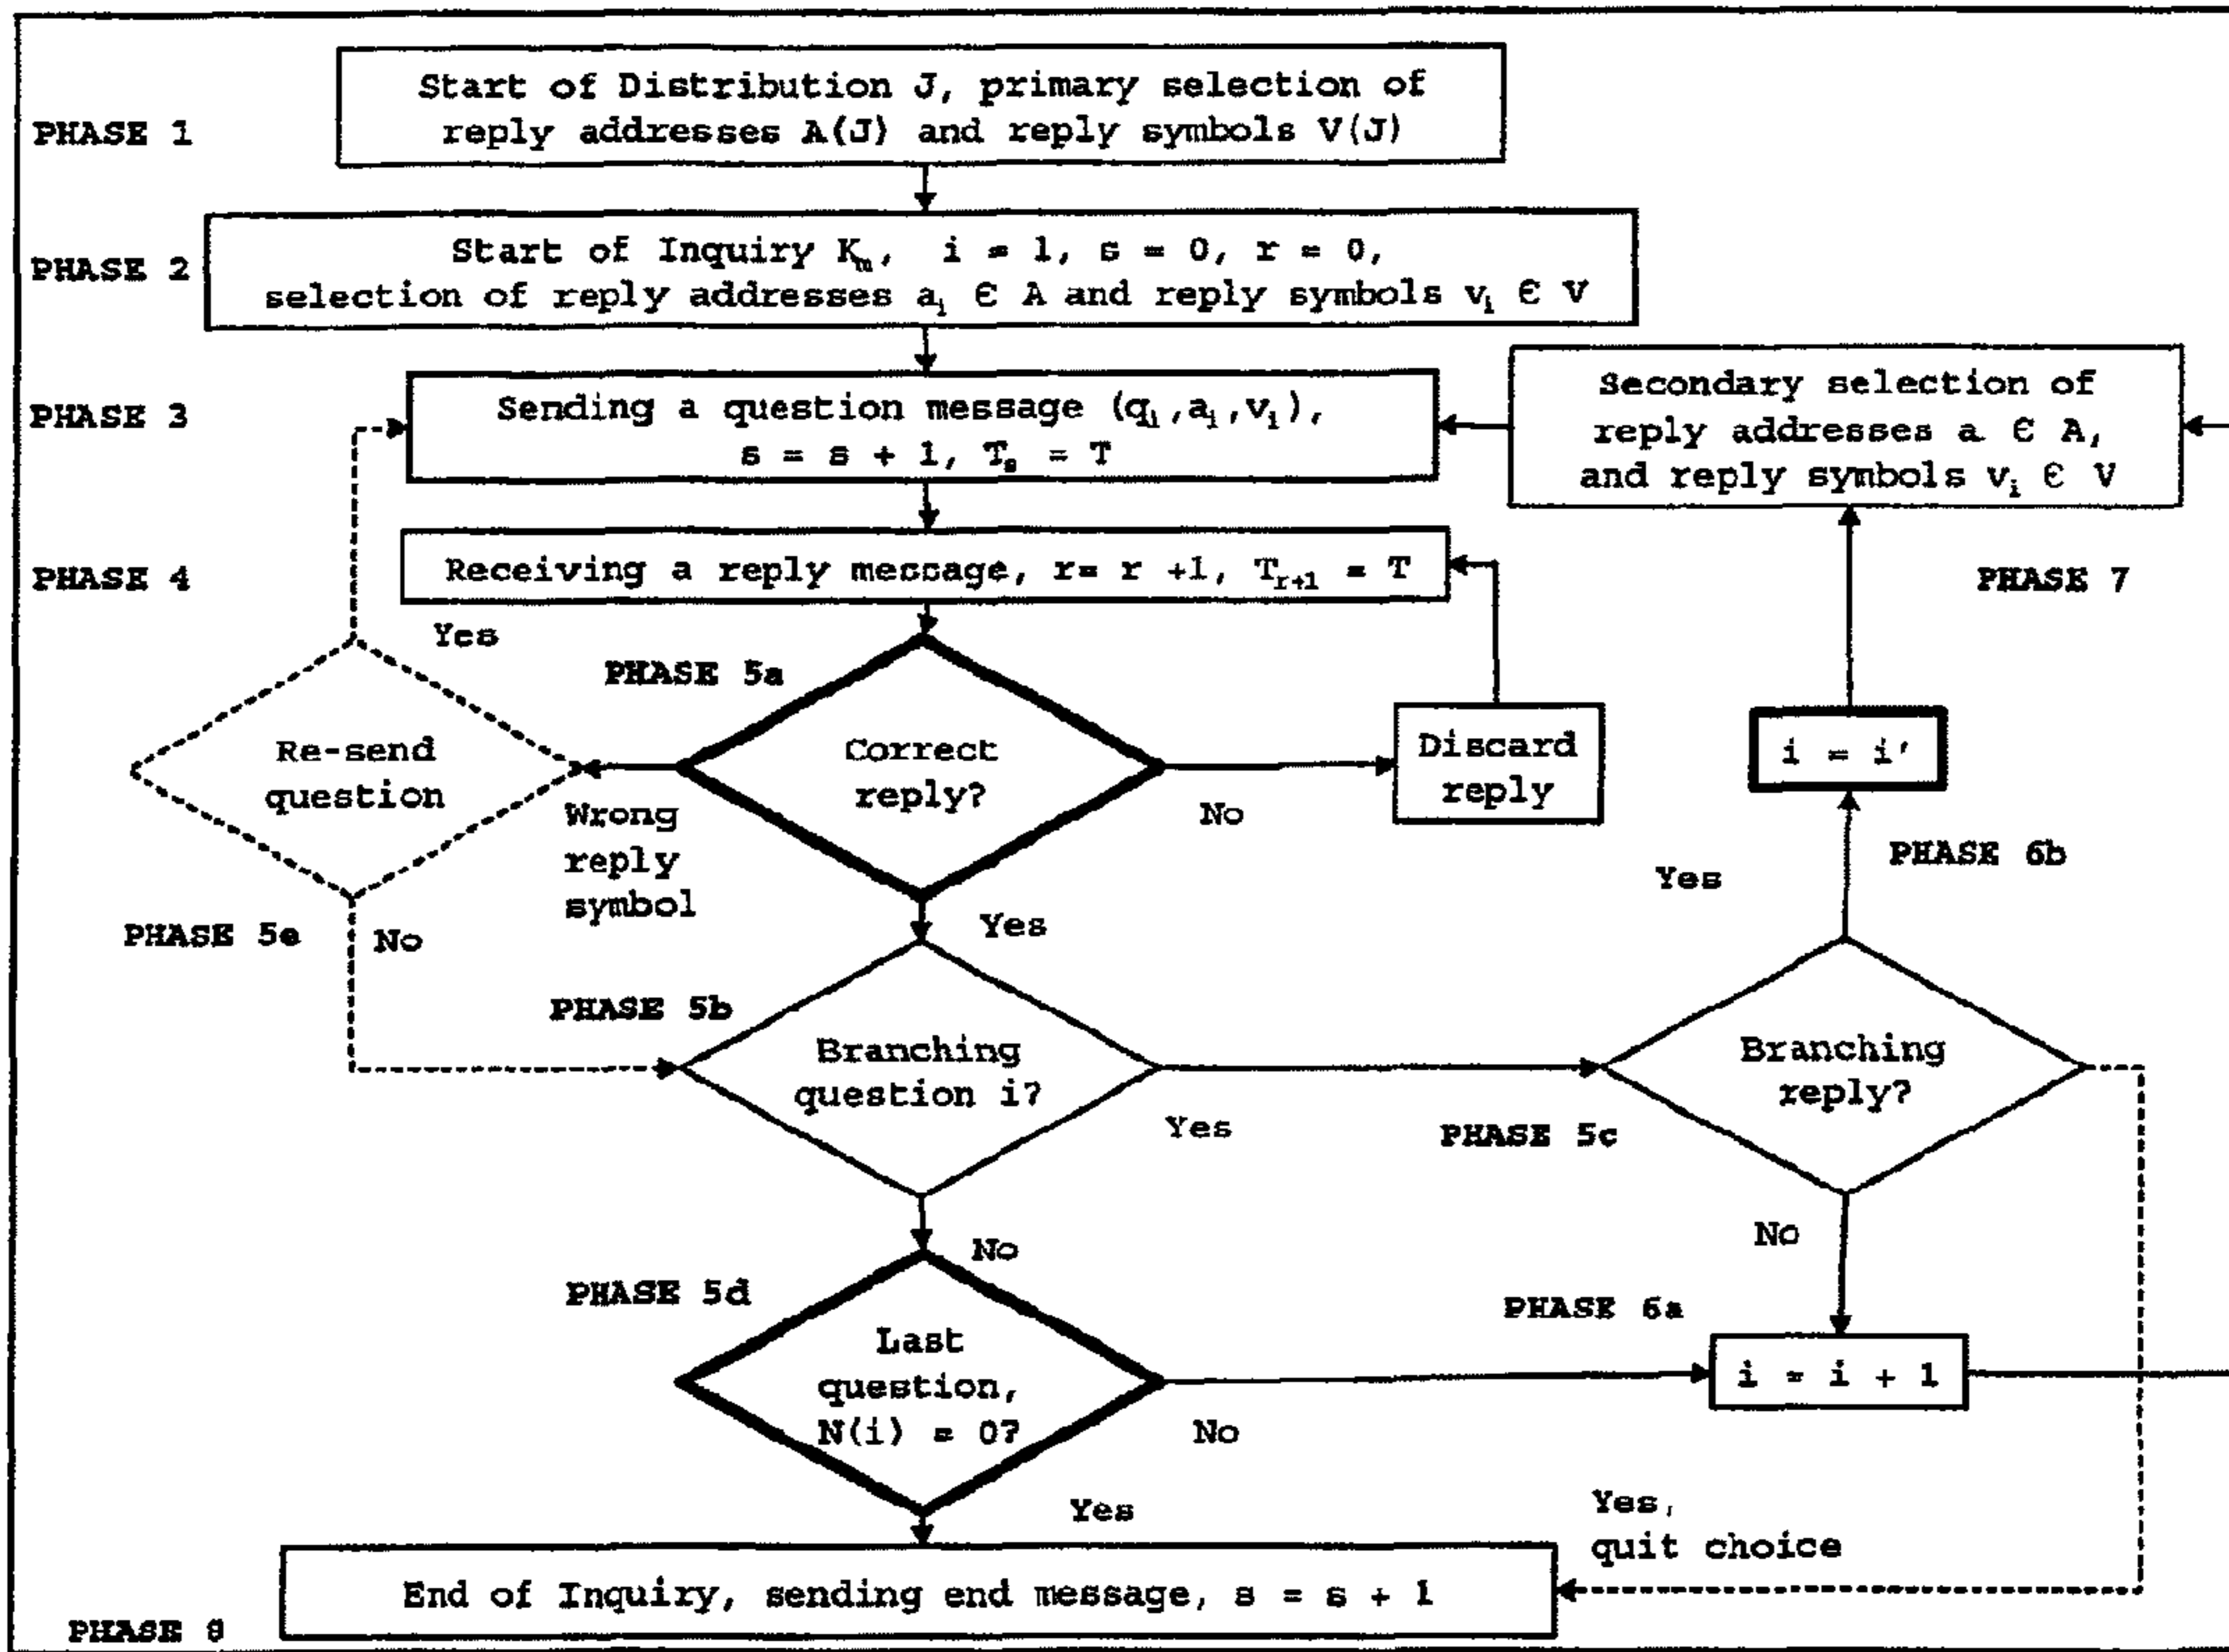 Start of Distribution J, primary selection of
reply addresses A(J) and reply symbols V(J)
PHASE 1
Start of Inquiry Kₘ, i = 1, s = 0, r = 0,
selection of reply addresses aᵢ ∈ A and reply symbols vᵢ ∈ V
PHASE 2
Sending a question message (qᵢ,aᵢ,vᵢ),
s = s + 1, Tₛ = T
PHASE 3
Secondary selection of
reply addresses a ∈ A,
and reply symbols vᵢ ∈ V
PHASE 4
Receiving a reply message, r= r +1, Tᵣ₊₁ = T
PHASE 7
Yes
PHASE 5a
Re-send
question
Correct
reply?
Discard
reply
i = i'
Wrong
reply
symbol
No
PHASE 6b
Yes
PHASE 5e
No
Yes
PHASE 5b
Branching
question i?
Yes
Branching
reply?
PHASE 5c
No
No
PHASE 5d
PHASE 6a
Last
question,
N(i) = 0?
No
i = i + 1
Yes
Yes,
quit choice
End of Inquiry, sending end message, s = s + 1
PHASE 8